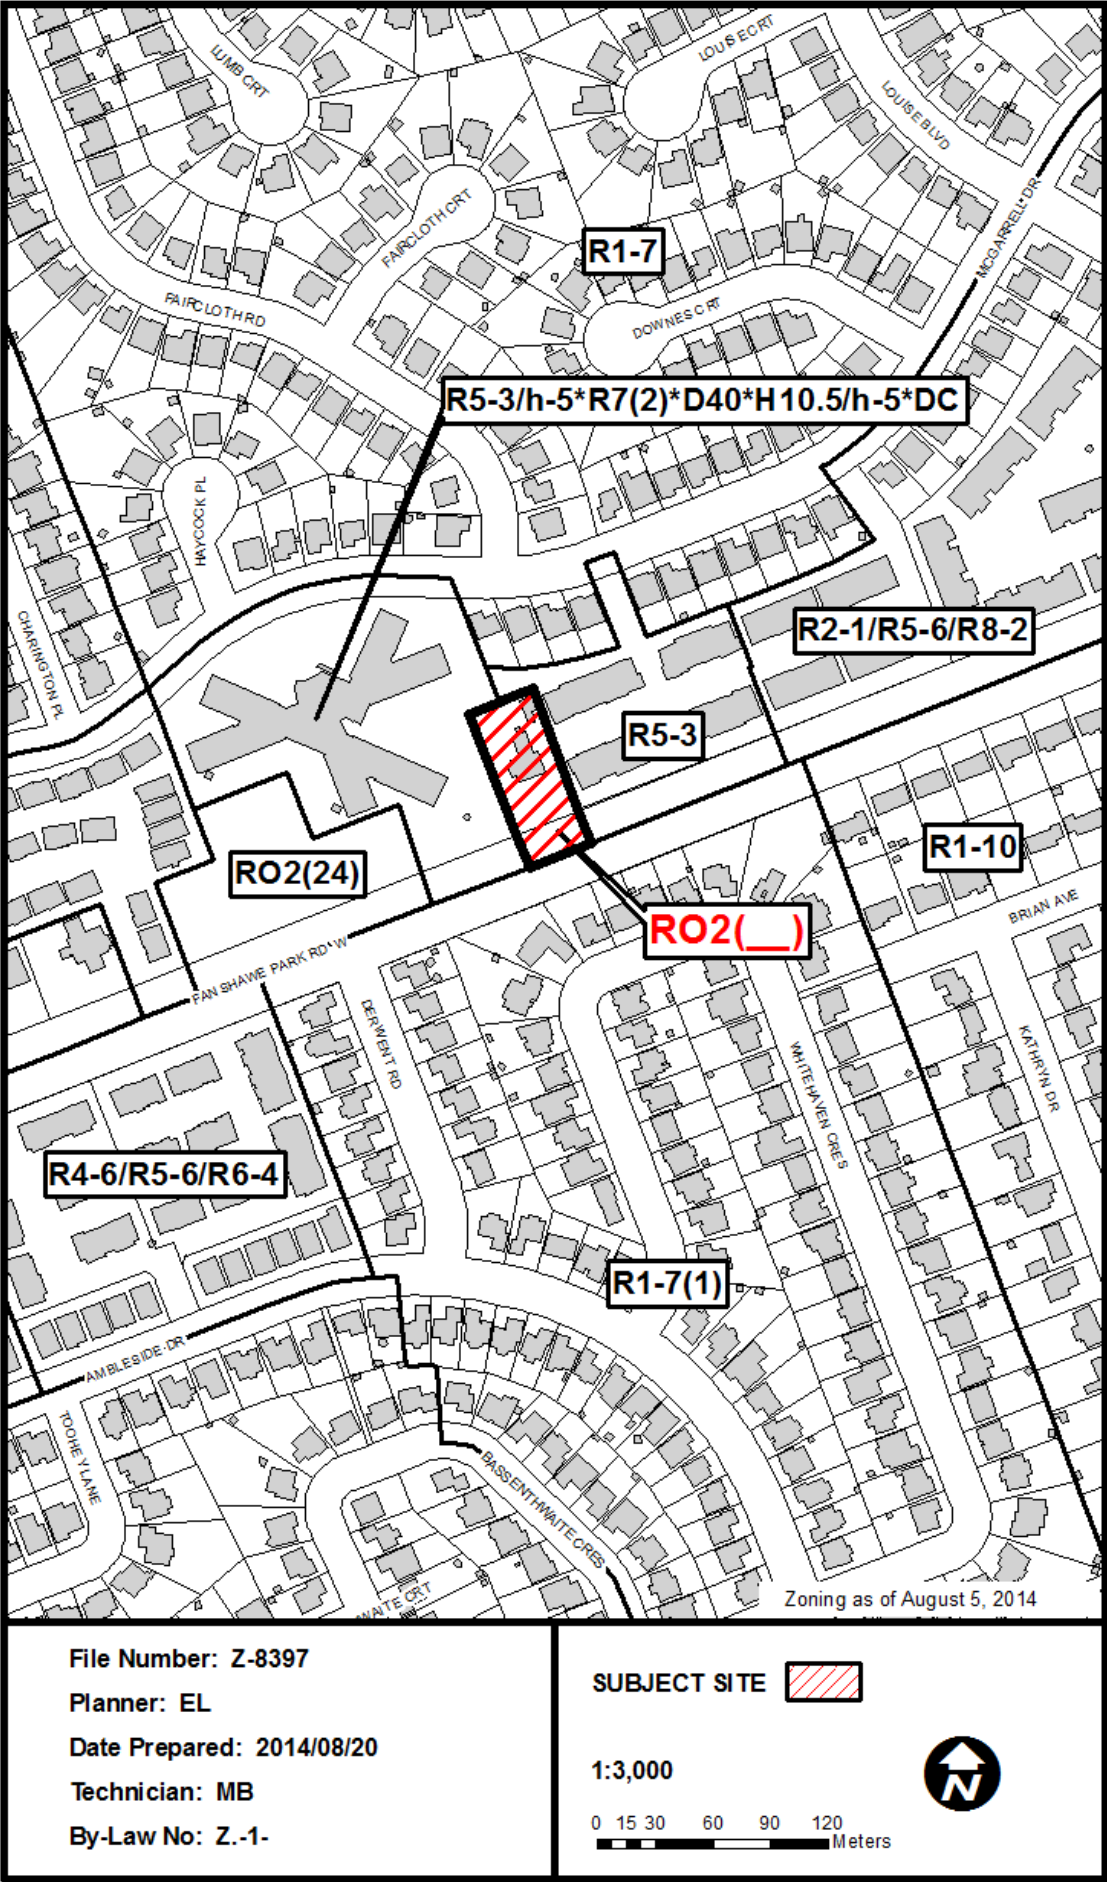 LUMB CRT
LOUISE CRT
LOUISE BLVD
MCGARRELL DR
FAIRCLOTH CRT
R1-7
FAIRCLOTH RD
DOWNES CRT
R5-3/h-5*R7(2)*D40*H10.5/h-5*DC
HAYCOCK PL
CHARINGTON PL
R2-1/R5-6/R8-2
R5-3
R1-10
RO2(24)
BRIAN AVE
RO2(__)
FANSHAWE PARK RD W
DERWENT RD
WHITEHAVEN CRES
KATHRYN DR
R4-6/R5-6/R6-4
R1-7(1)
AMBLESIDE DR
TOOHEY LANE
BASSENTHWAITE CRES
WAITE CRT
Zoning as of August 5, 2014
File Number: Z-8397
Planner: EL
Date Prepared: 2014/08/20
Technician: MB
By-Law No: Z.-1-
SUBJECT SITE
1:3,000
N
0 15 30 60 90 120
Meters